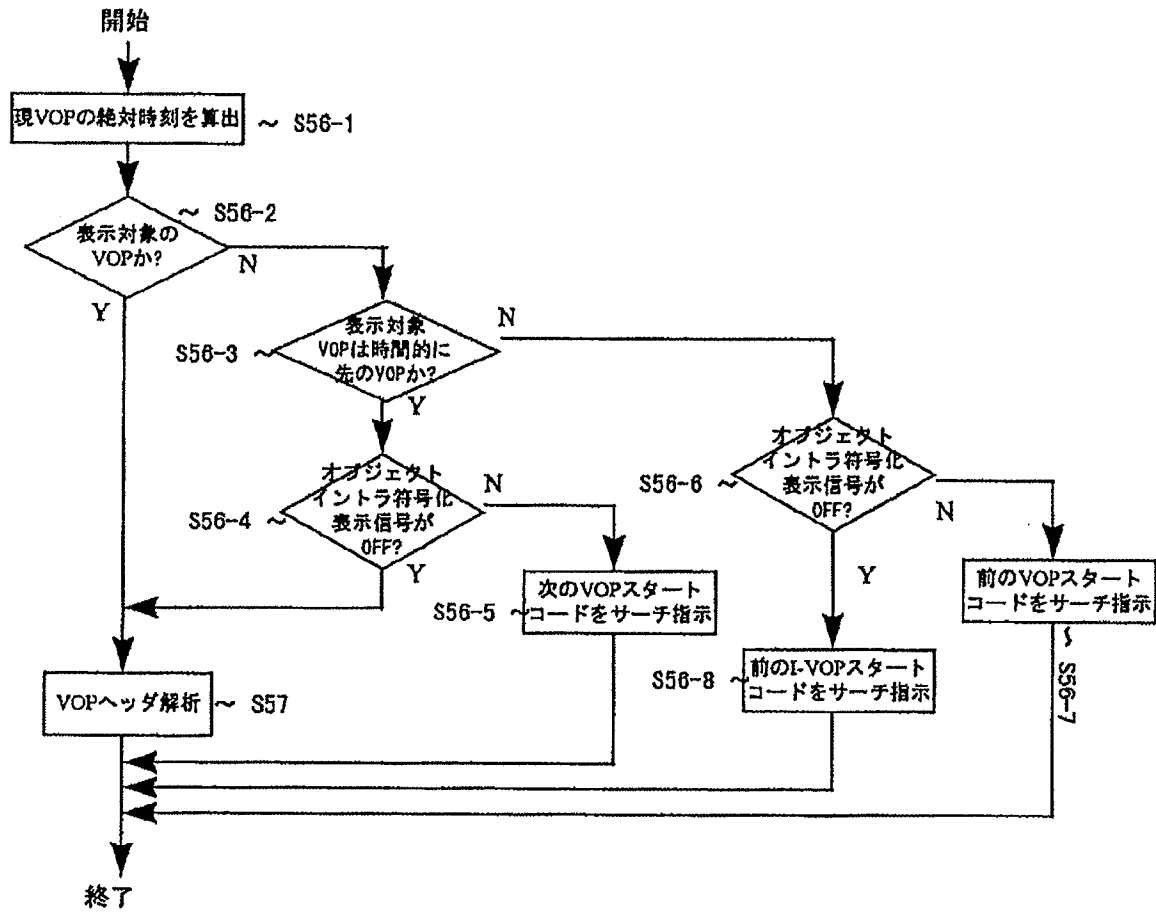 開始
現VOPの絶対時刻を算出
～ S56-1
～ S56-2
表示対象の
VOPか?
N
Y
表示対象
VOPは時間的に
先のVOPか?
S56-3 ～
N
Y
オブジェクト
イントラ符号化
表示信号が
OFF?
S56-4 ～
N
Y
オブジェクト
イントラ符号化
表示信号が
OFF?
S56-6 ～
N
Y
次のVOPスタート
コードをサーチ指示
S56-5 ～
前のVOPスタート
コードをサーチ指示
～ S56-7
前のI-VOPスタート
コードをサーチ指示
S56-8 ～
VOPヘッダ解析
～ S57
終了